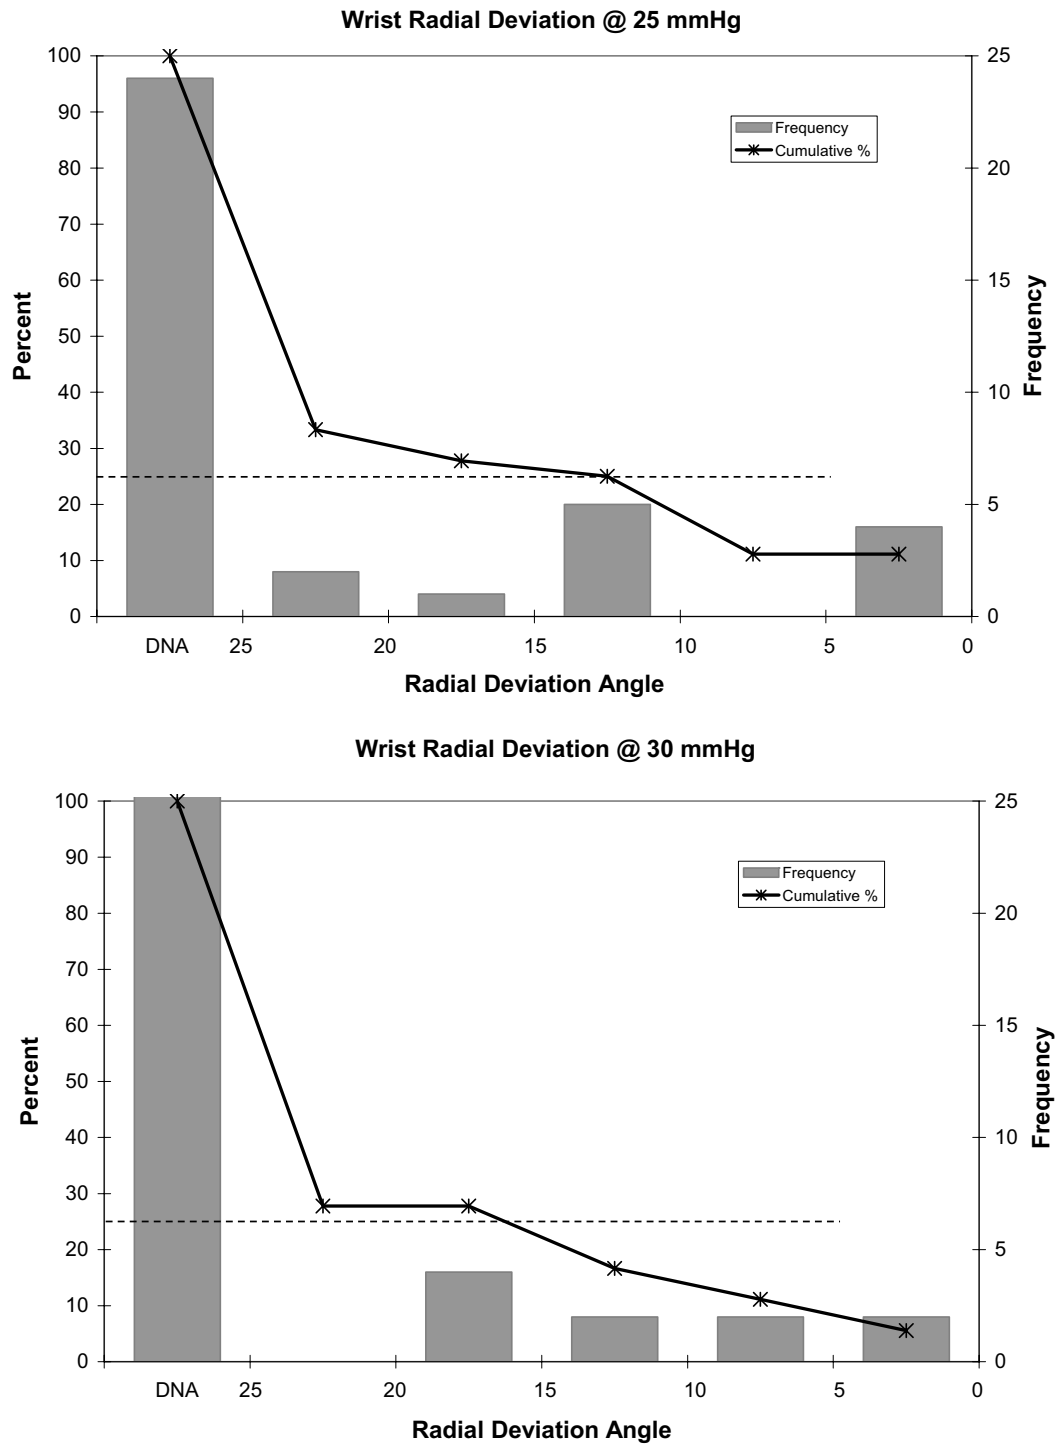 Wrist Radial Deviation @ 25 mmHg
100
90
80
70
60
50
40
30
20
10
0
Percent
25
20
15
10
5
0
Frequency
Frequency
Cumulative %
DNA 25 20 15 10 5 0
Radial Deviation Angle
Wrist Radial Deviation @ 30 mmHg
100
90
80
70
60
50
40
30
20
10
0
Percent
25
20
15
10
5
0
Frequency
Frequency
Cumulative %
DNA 25 20 15 10 5 0
Radial Deviation Angle